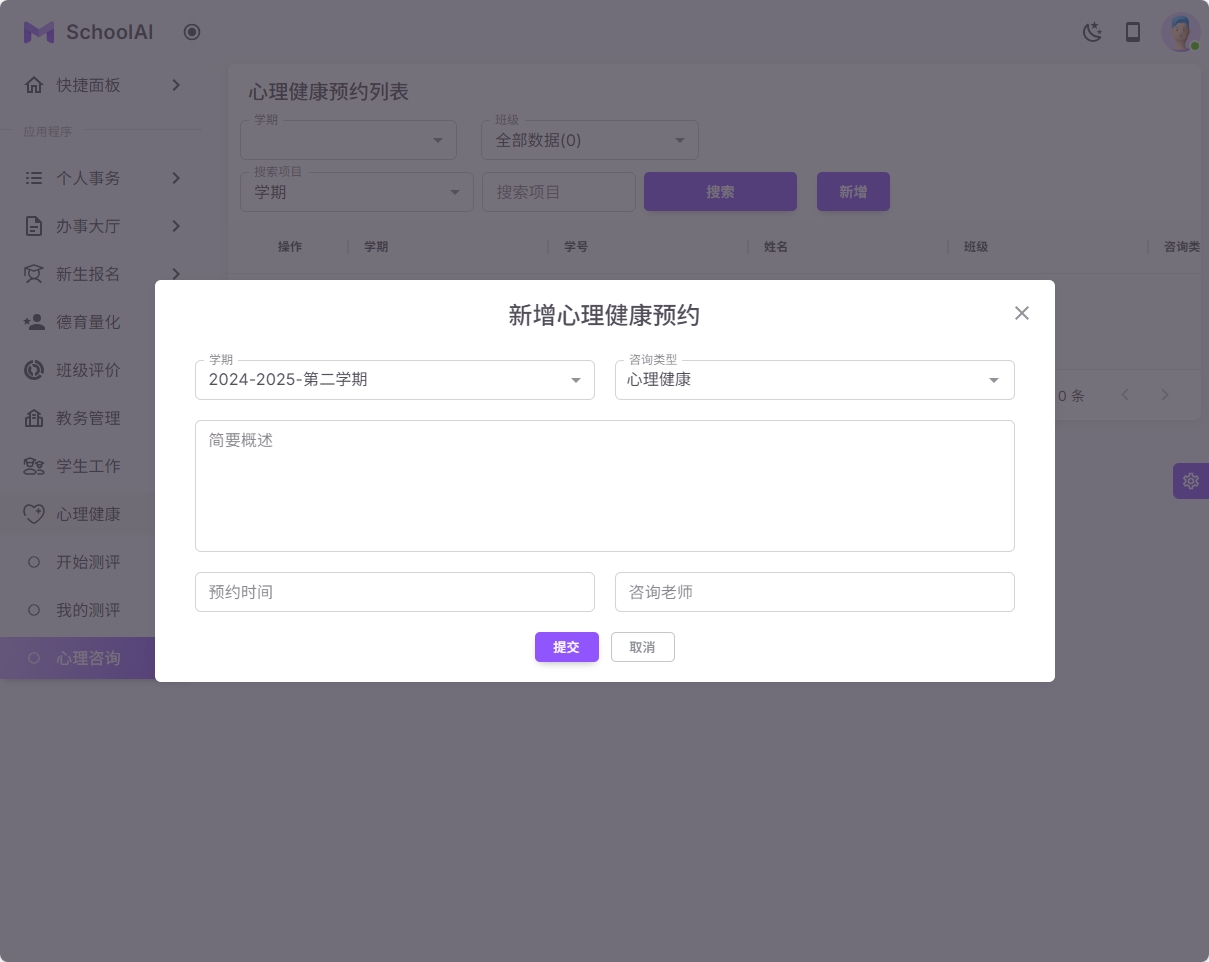 SchoolAI
快捷面板
应用程序
个人事务
办事大厅
新生报名
德育量化
班级评价
教务管理
学生工作
心理健康
开始测评
我的测评
心理咨询
心理健康预约列表
学期
班级
全部数据(0)
搜索项目
学期
搜索项目
搜索
新增
操作 学期 学号 姓名 班级 咨询类
0 条
新增心理健康预约
学期
2024-2025-第二学期
咨询类型
心理健康
简要概述
预约时间
咨询老师
提交
取消